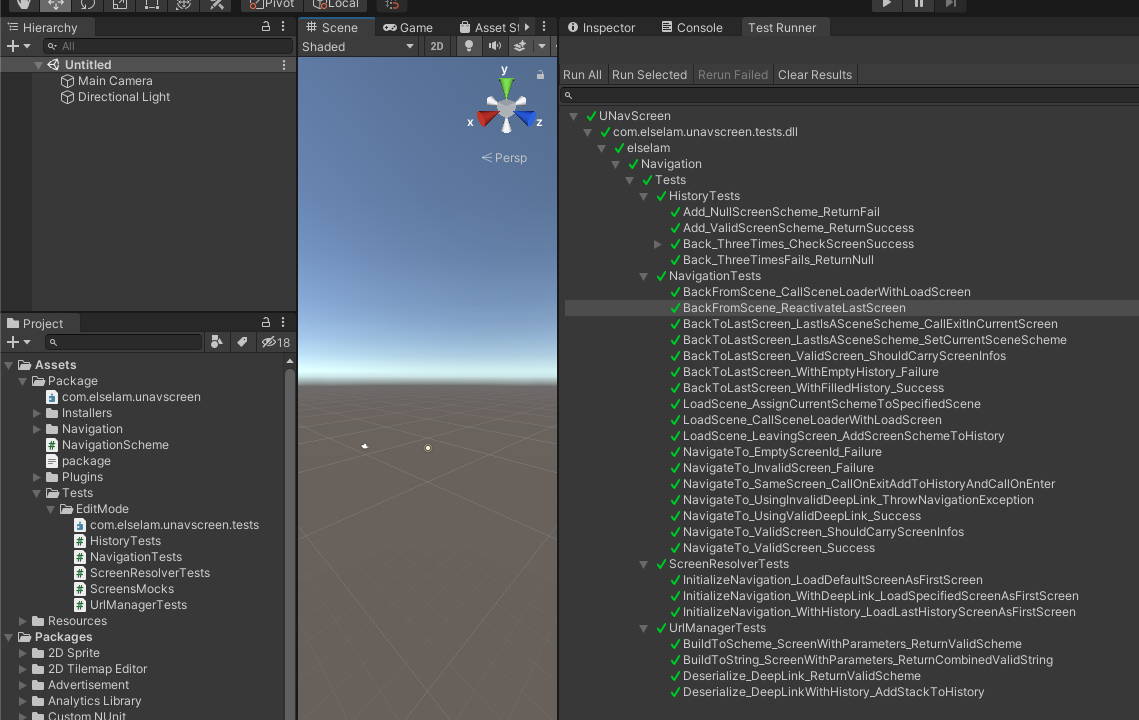 Pivot Local
Hierarchy
All
Untitled
Main Camera
Directional Light
Project
18
Assets
Package
com.elselam.unavscreen
Installers
Navigation
NavigationScheme
package
Plugins
Tests
EditMode
com.elselam.unavscreen.tests
HistoryTests
NavigationTests
ScreenResolverTests
ScreensMocks
UrlManagerTests
Resources
Packages
2D Sprite
2D Tilemap Editor
Advertisement
Analytics Library
Custom NUnit
Scene Game Asset St
Shaded 2D
y
x z
Persp
Inspector Console Test Runner
Run All Run Selected Rerun Failed Clear Results
UNavScreen
com.elselam.unavscreen.tests.dll
elselam
Navigation
Tests
HistoryTests
Add_NullScreenScheme_ReturnFail
Add_ValidScreenScheme_ReturnSuccess
Back_ThreeTimes_CheckScreenSuccess
Back_ThreeTimesFails_ReturnNull
NavigationTests
BackFromScene_CallSceneLoaderWithLoadScreen
BackFromScene_ReactivateLastScreen
BackToLastScreen_LastIsASceneScheme_CallExitInCurrentScreen
BackToLastScreen_LastIsASceneScheme_SetCurrentSceneScheme
BackToLastScreen_ValidScreen_ShouldCarryScreenInfos
BackToLastScreen_WithEmptyHistory_Failure
BackToLastScreen_WithFilledHistory_Success
LoadScene_AssignCurrentSchemeToSpecifiedScene
LoadScene_CallSceneLoaderWithLoadScreen
LoadScene_LeavingScreen_AddScreenSchemeToHistory
NavigateTo_EmptyScreenId_Failure
NavigateTo_InvalidScreen_Failure
NavigateTo_SameScreen_CallOnExitAddToHistoryAndCallOnEnter
NavigateTo_UsingInvalidDeepLink_ThrowNavigationException
NavigateTo_UsingValidDeepLink_Success
NavigateTo_ValidScreen_ShouldCarryScreenInfos
NavigateTo_ValidScreen_Success
ScreenResolverTests
InitializeNavigation_LoadDefaultScreenAsFirstScreen
InitializeNavigation_WithDeepLink_LoadSpecifiedScreenAsFirstScreen
InitializeNavigation_WithHistory_LoadLastHistoryScreenAsFirstScreen
UrlManagerTests
BuildToScheme_ScreenWithParameters_ReturnValidScheme
BuildToString_ScreenWithParameters_ReturnCombinedValidString
Deserialize_DeepLink_ReturnValidScheme
Deserialize_DeepLinkWithHistory_AddStackToHistory